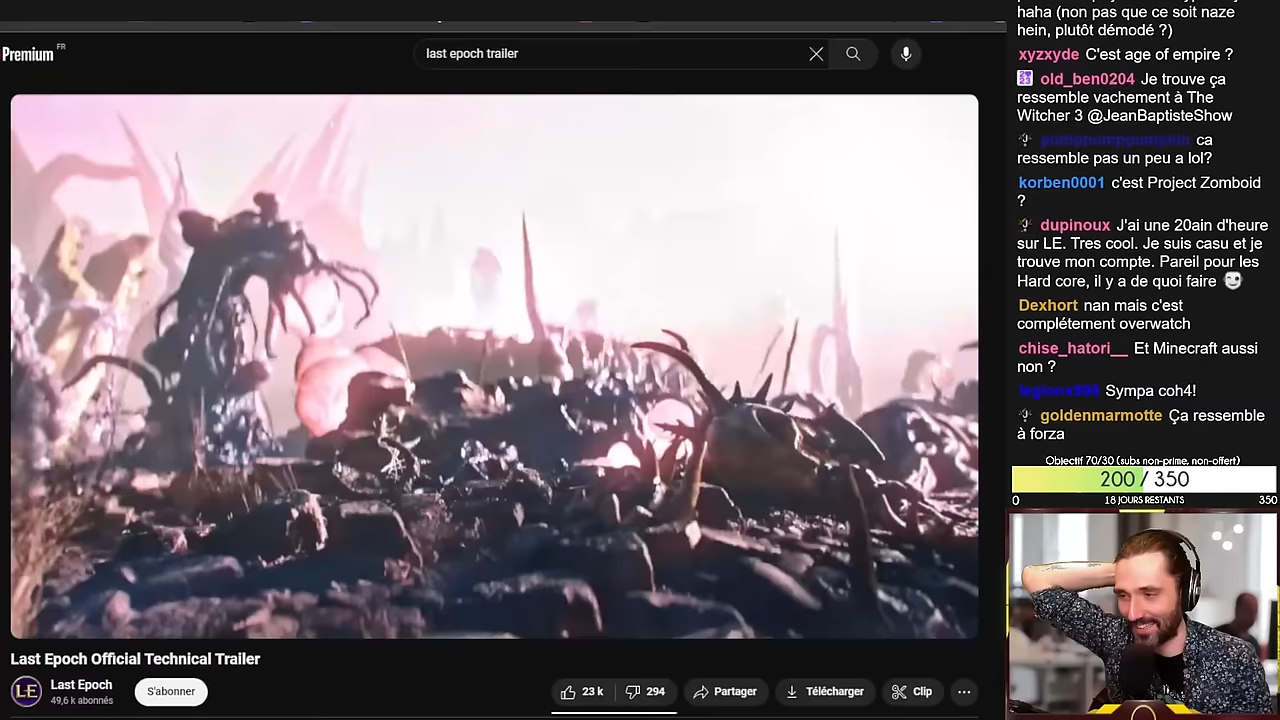 Premium FR
last epoch trailer
haha (non pas que ce soit naze
hein, plutôt démodé ?)
xyzxyde C'est age of empire ?
old_ben0204 Je trouve ça
ressemble vachement à The
Witcher 3 @JeanBaptisteShow
ca
ressemble pas un peu a lol?
korben0001 c'est Project Zomboid
?
dupinoux J'ai une 20ain d'heure
sur LE. Tres cool. Je suis casu et je
trouve mon compte. Pareil pour les
Hard core, il y a de quoi faire
Dexhort nan mais c'est
complétement overwatch
chise_hatori__ Et Minecraft aussi
non ?
Sympa coh4!
goldenmarmotte Ça ressemble
à forza
Objectif 70/30 (subs non-prime, non-offert)
200 / 350
0 18 JOURS RESTANTS 350
Last Epoch Official Technical Trailer
LE
Last Epoch
49,6 k abonnés
S'abonner
23 k
294
Partager
Télécharger
Clip